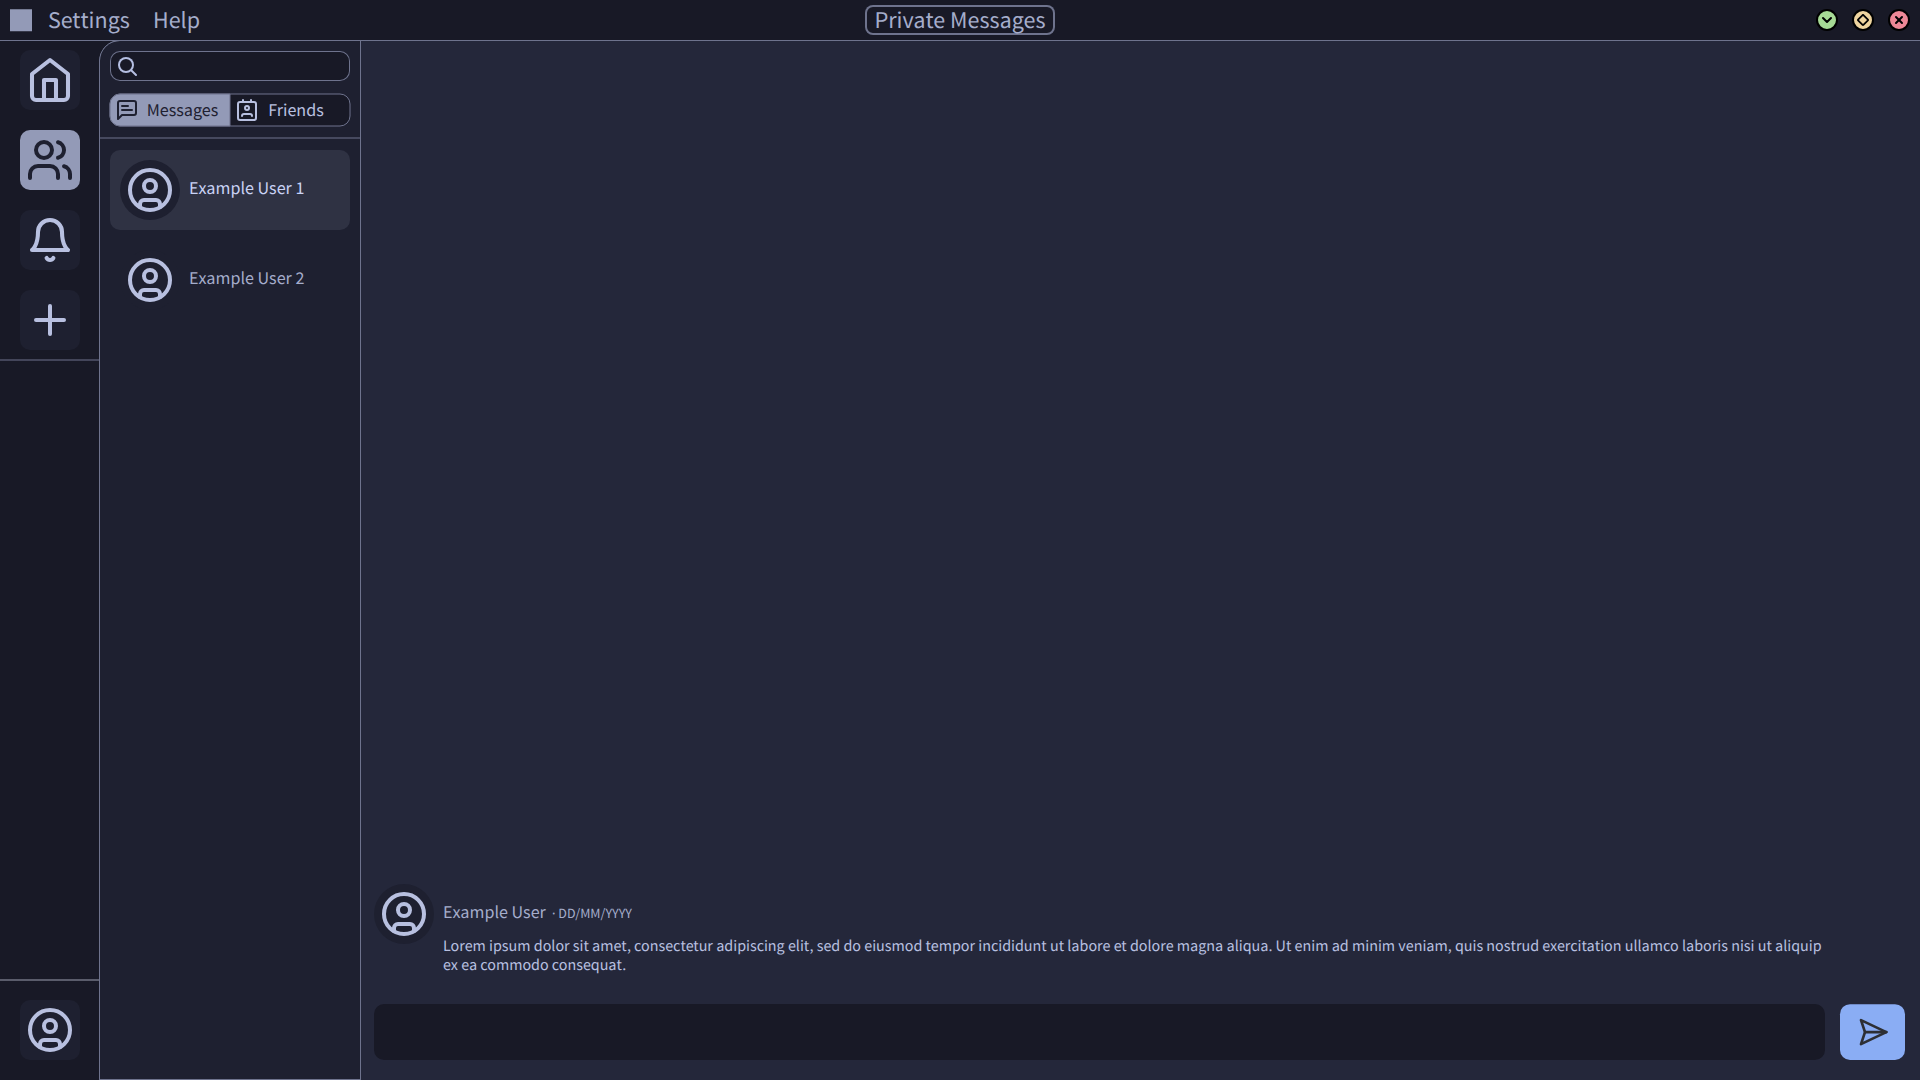 Settings Help
Private Messages
Messages Friends
Example User 1
Example User 2
Example User · DD/MM/YYYY
Lorem ipsum dolor sit amet, consectetur adipiscing elit, sed do eiusmod tempor incididunt ut labore et dolore magna aliqua. Ut enim ad minim veniam, quis nostrud exercitation ullamco laboris nisi ut aliquip
ex ea commodo consequat.